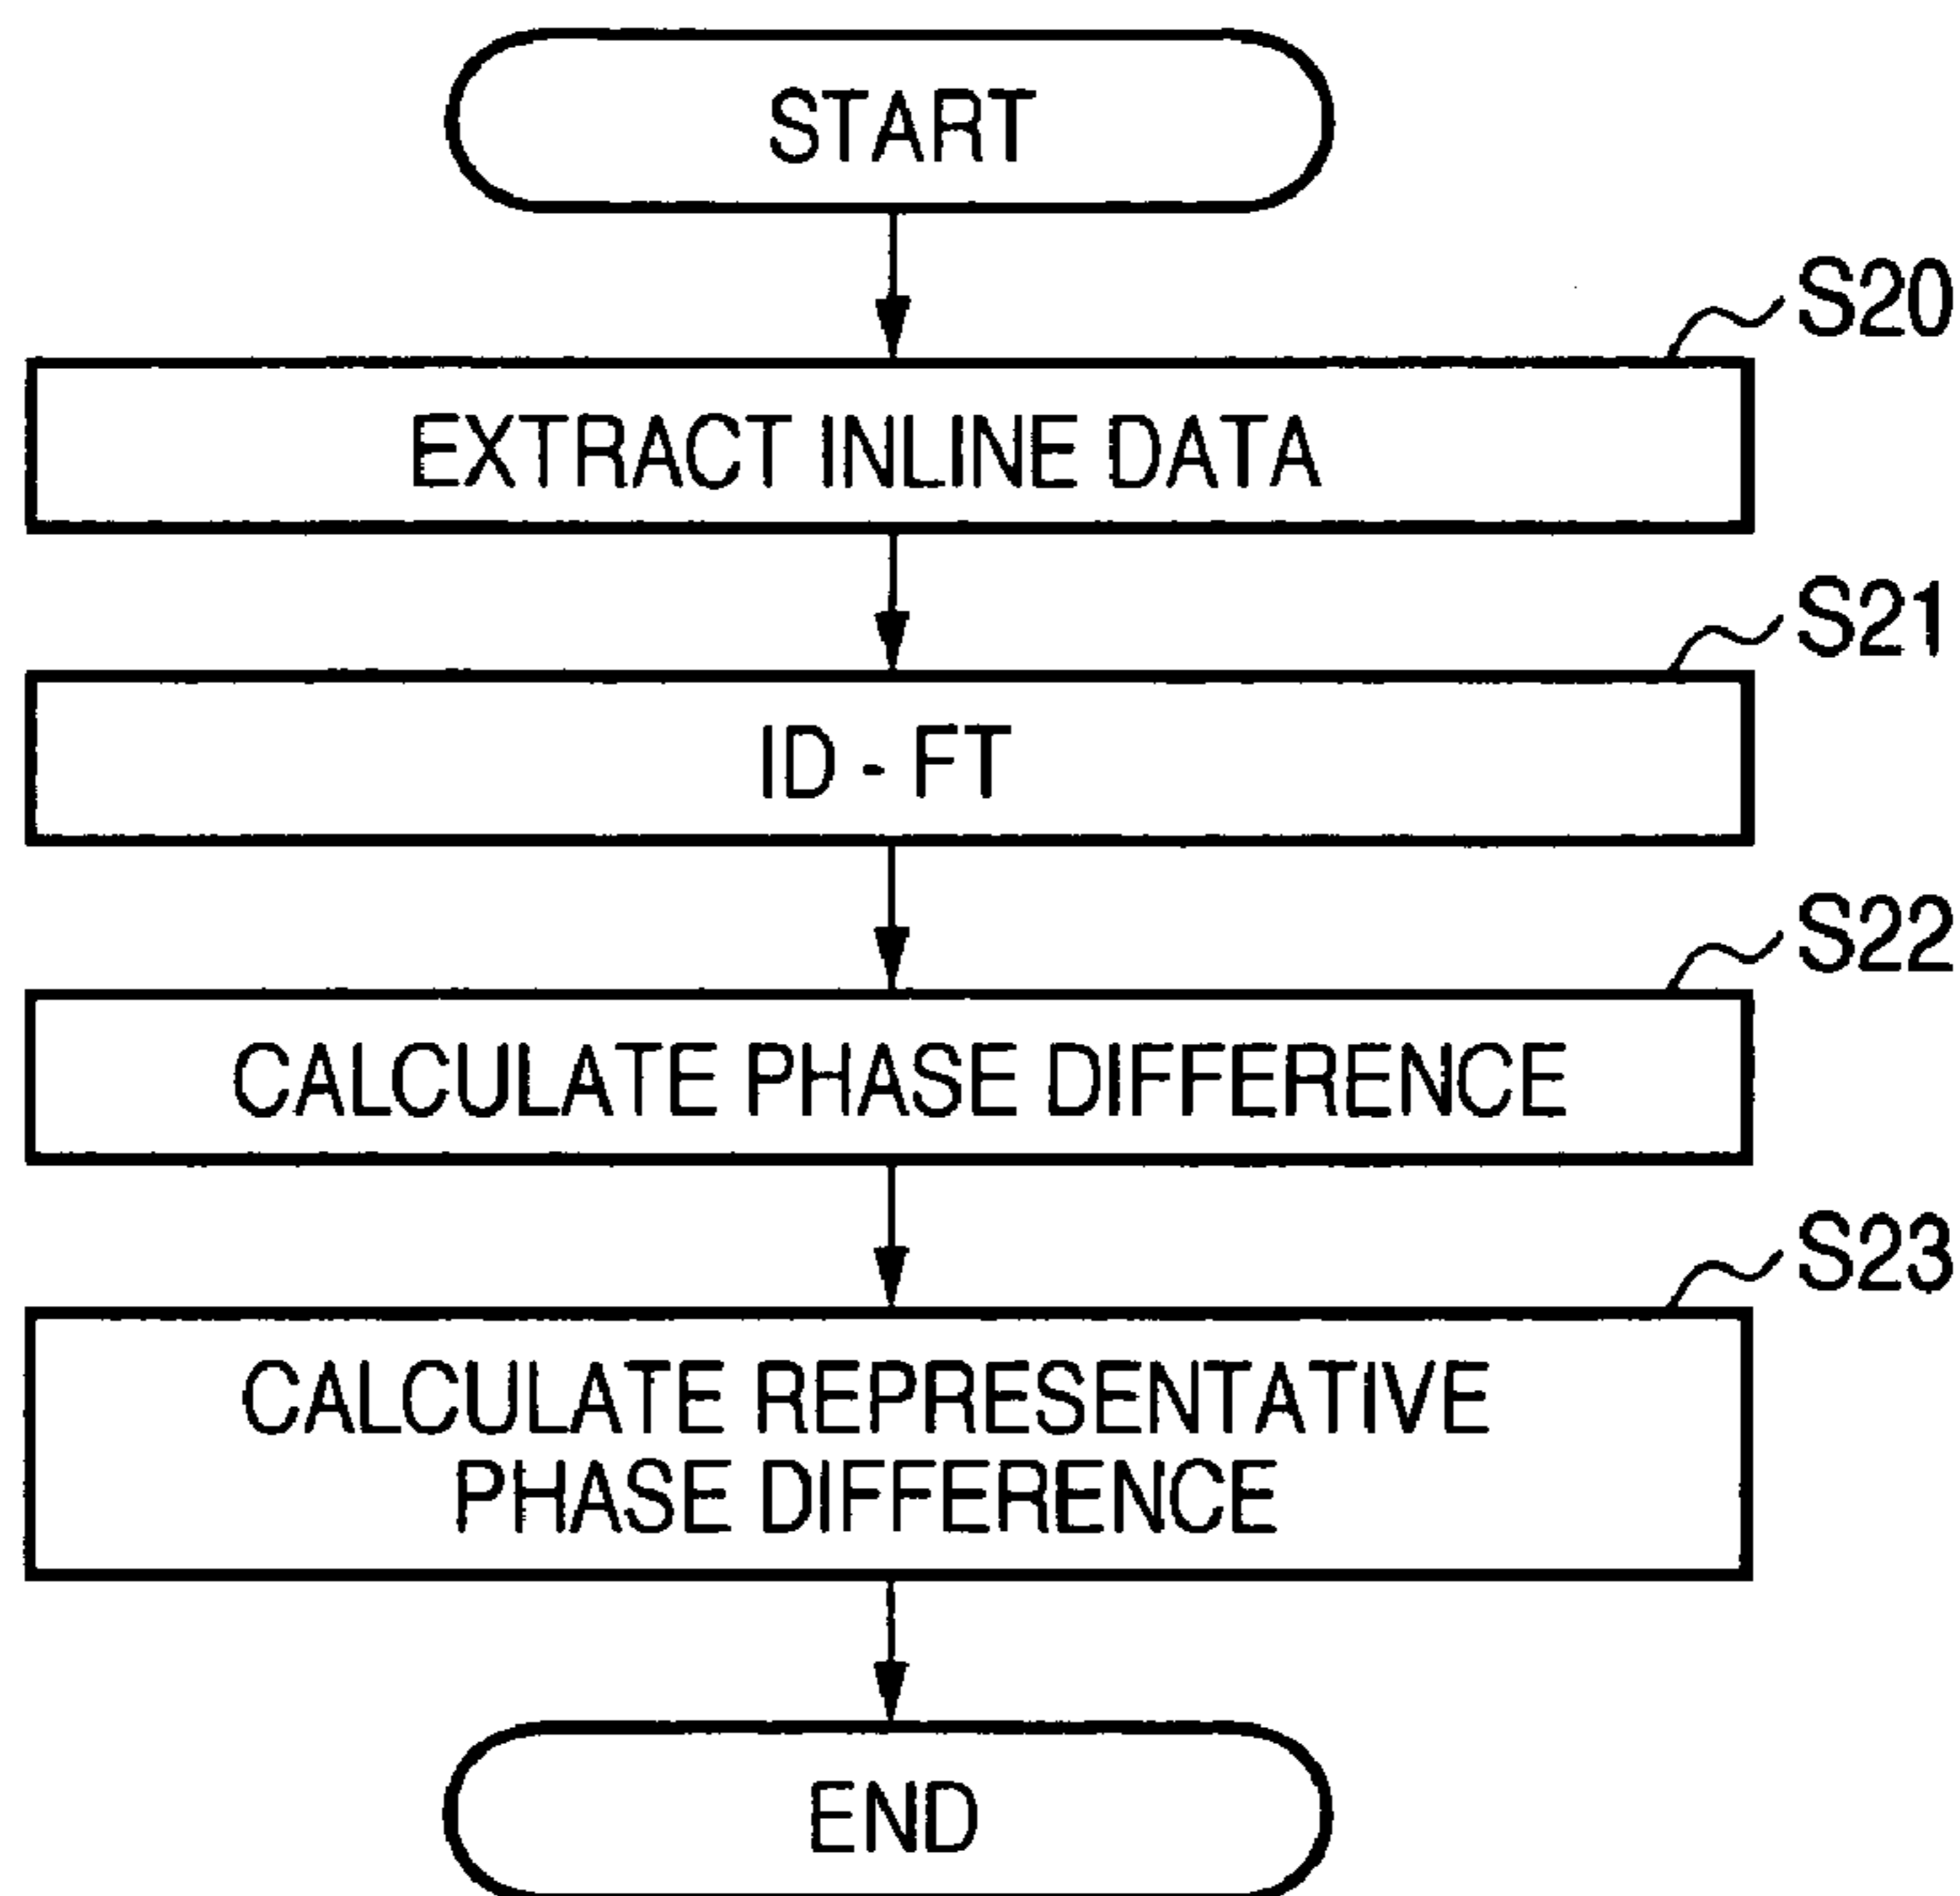 START
S20
EXTRACT INLINE DATA
S21
ID - FT
S22
CALCULATE PHASE DIFFERENCE
S23
CALCULATE REPRESENTATIVE
PHASE DIFFERENCE
END